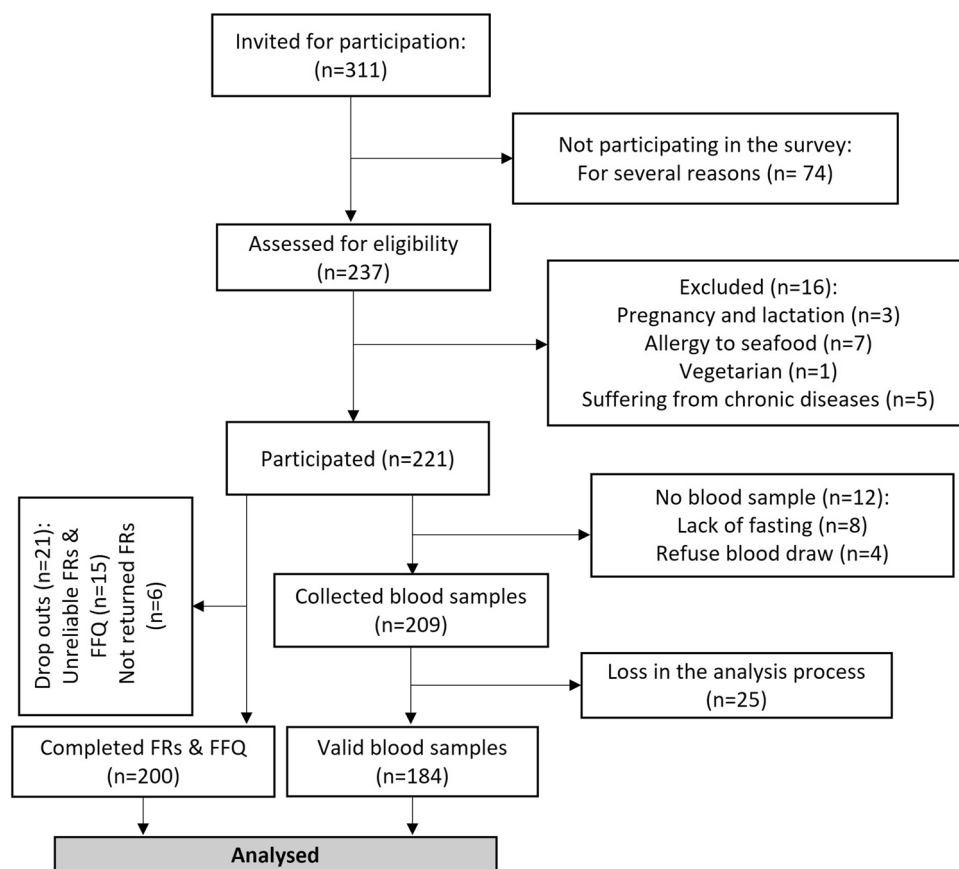 Invited for participation:
(n=311)
Not participating in the survey:
For several reasons (n= 74)
Assessed for eligibility
(n=237)
Excluded (n=16):
Pregnancy and lactation (n=3)
Allergy to seafood (n=7)
Vegetarian (n=1)
Suffering from chronic diseases (n=5)
Participated (n=221)
No blood sample (n=12):
Lack of fasting (n=8)
Refuse blood draw (n=4)
Drop outs (n=21):
Unreliable FRs &
FFQ (n=15)
Not returned FRs
(n=6)
Collected blood samples
(n=209)
Loss in the analysis process
(n=25)
Completed FRs & FFQ
(n=200)
Valid blood samples
(n=184)
Analysed